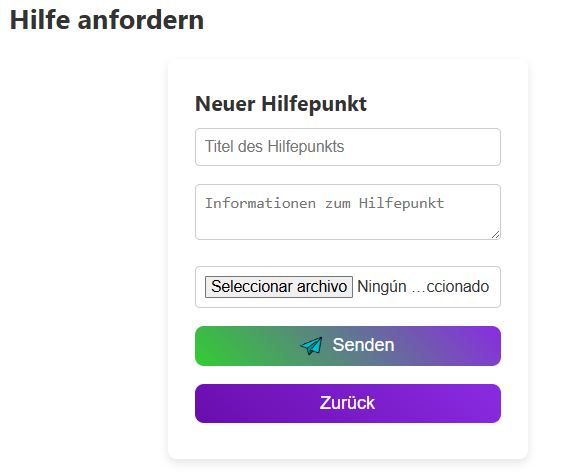 Hilfe anfordern
Neuer Hilfepunkt
Titel des Hilfepunkts
Informationen zum Hilfepunkt
Seleccionar archivo Ningún ...ccionado
Senden
Zurück